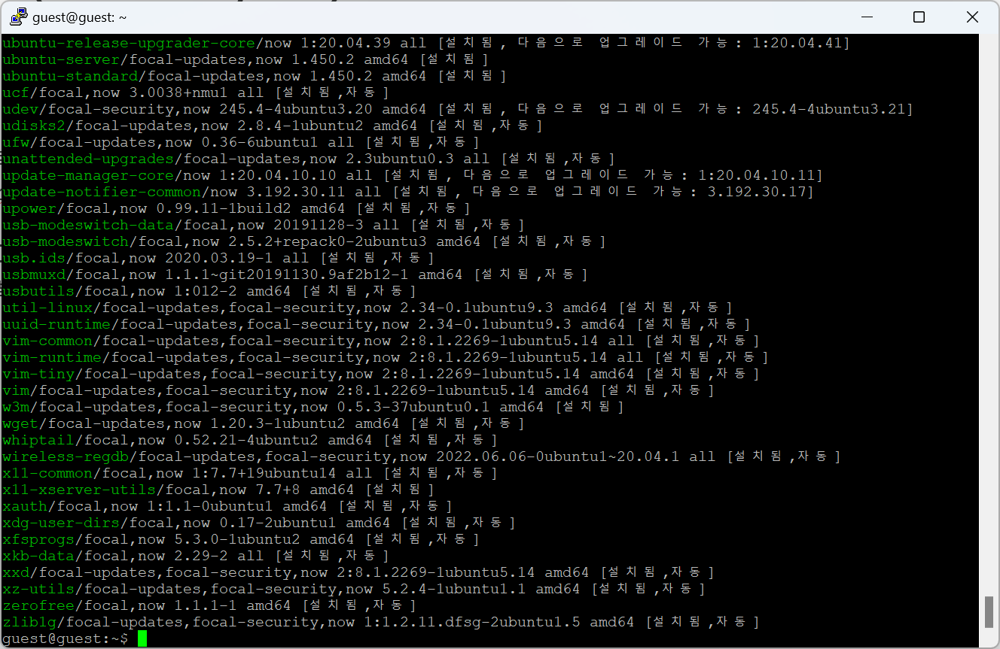 guest@guest: ~
ubuntu-release-upgrader-core/now 1:20.04.39 all [설치됨, 다음으로 업그레이드 가능: 1:20.04.41]
ubuntu-server/focal-updates,now 1.450.2 amd64 [설치됨]
ubuntu-standard/focal-updates,now 1.450.2 amd64 [설치됨]
ucf/focal,now 3.0038+nmu1 all [설치됨,자동]
udev/focal-security,now 245.4-4ubuntu3.20 amd64 [설치됨, 다음으로 업그레이드 가능: 245.4-4ubuntu3.21]
udisks2/focal-updates,now 2.8.4-1ubuntu2 amd64 [설치됨,자동]
ufw/focal-updates,now 0.36-6ubuntu1 all [설치됨,자동]
unattended-upgrades/focal-updates,now 2.3ubuntu0.3 all [설치됨,자동]
update-manager-core/now 1:20.04.10.10 all [설치됨, 다음으로 업그레이드 가능: 1:20.04.10.11]
update-notifier-common/now 3.192.30.11 all [설치됨, 다음으로 업그레이드 가능: 3.192.30.17]
upower/focal,now 0.99.11-1build2 amd64 [설치됨,자동]
usb-modeswitch-data/focal,now 20191128-3 all [설치됨,자동]
usb-modeswitch/focal,now 2.5.2+repack0-2ubuntu3 amd64 [설치됨,자동]
usb.ids/focal,now 2020.03.19-1 all [설치됨,자동]
usbmuxd/focal,now 1.1.1~git20191130.9af2b12-1 amd64 [설치됨,자동]
usbutils/focal,now 1:012-2 amd64 [설치됨,자동]
util-linux/focal-updates,focal-security,now 2.34-0.1ubuntu9.3 amd64 [설치됨,자동]
uuid-runtime/focal-updates,focal-security,now 2.34-0.1ubuntu9.3 amd64 [설치됨,자동]
vim-common/focal-updates,focal-security,now 2:8.1.2269-1ubuntu5.14 all [설치됨,자동]
vim-runtime/focal-updates,focal-security,now 2:8.1.2269-1ubuntu5.14 all [설치됨,자동]
vim-tiny/focal-updates,focal-security,now 2:8.1.2269-1ubuntu5.14 amd64 [설치됨,자동]
vim/focal-updates,focal-security,now 2:8.1.2269-1ubuntu5.14 amd64 [설치됨,자동]
w3m/focal-updates,focal-security,now 0.5.3-37ubuntu0.1 amd64 [설치됨]
wget/focal-updates,now 1.20.3-1ubuntu2 amd64 [설치됨,자동]
whiptail/focal,now 0.52.21-4ubuntu2 amd64 [설치됨,자동]
wireless-regdb/focal-updates,focal-security,now 2022.06.06-0ubuntu1~20.04.1 all [설치됨,자동]
x11-common/focal,now 1:7.7+19ubuntu14 all [설치됨,자동]
x11-xserver-utils/focal,now 7.7+8 amd64 [설치됨]
xauth/focal,now 1:1.1-0ubuntu1 amd64 [설치됨,자동]
xdg-user-dirs/focal,now 0.17-2ubuntu1 amd64 [설치됨,자동]
xfsprogs/focal,now 5.3.0-1ubuntu2 amd64 [설치됨,자동]
xkb-data/focal,now 2.29-2 all [설치됨,자동]
xxd/focal-updates,focal-security,now 2:8.1.2269-1ubuntu5.14 amd64 [설치됨,자동]
xz-utils/focal-updates,focal-security,now 5.2.4-1ubuntu1.1 amd64 [설치됨,자동]
zerofree/focal,now 1.1.1-1 amd64 [설치됨,자동]
zlib1g/focal-updates,focal-security,now 1:1.2.11.dfsg-2ubuntu1.5 amd64 [설치됨,자동]
guest@guest:~$